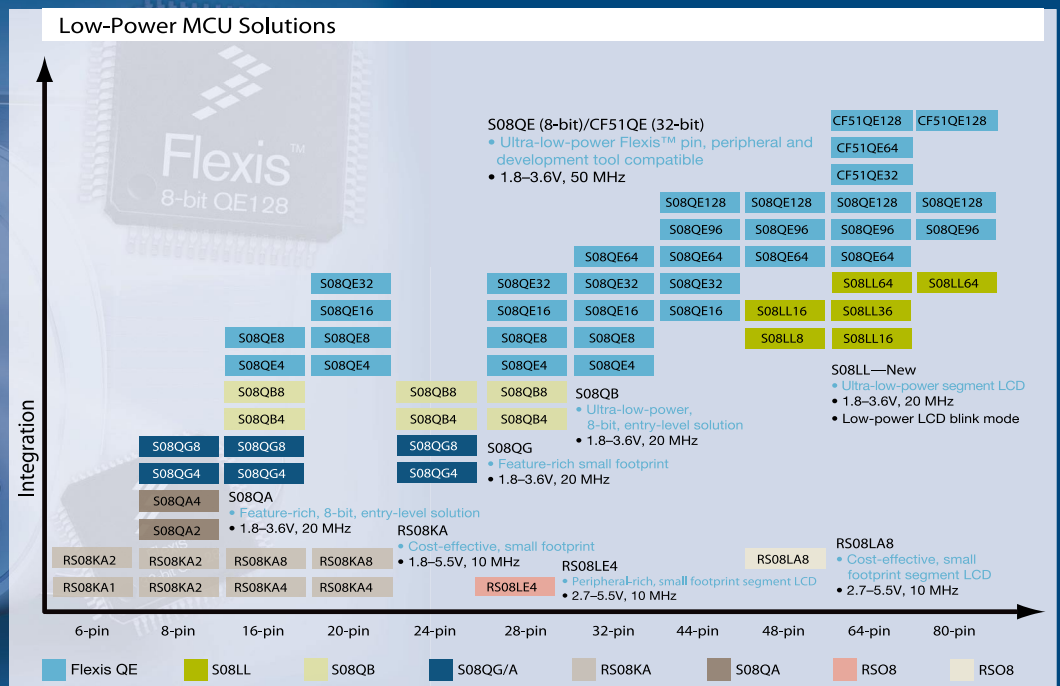 Low-Power MCU Solutions
Flexis™
8-bit QE128
Integration
S08QE (8-bit)/CF51QE (32-bit)
• Ultra-low-power Flexis™ pin, peripheral and
development tool compatible
• 1.8–3.6V, 50 MHz
CF51QE128 CF51QE128
CF51QE64
CF51QE32
S08QE128 S08QE128 S08QE128 S08QE128
S08QE96 S08QE96 S08QE96 S08QE96
S08QE64 S08QE64 S08QE64 S08QE64
S08QE32 S08QE32 S08QE32 S08QE32 S08LL64 S08LL64
S08QE16 S08QE16 S08QE16 S08QE16 S08LL16 S08LL36
S08QE8 S08QE8 S08QE8 S08QE8 S08LL8 S08LL16
S08QE4 S08QE4 S08QE4 S08QE4
S08LL—New
• Ultra-low-power segment LCD
• 1.8–3.6V, 20 MHz
• Low-power LCD blink mode
S08QB8 S08QB8 S08QB8
S08QB4 S08QB4 S08QB4
S08QB
• Ultra-low-power,
8-bit, entry-level solution
• 1.8–3.6V, 20 MHz
S08QG8 S08QG8 S08QG8
S08QG4 S08QG4 S08QG4
S08QG
• Feature-rich small footprint
• 1.8–3.6V, 20 MHz
S08QA4
S08QA2
S08QA
• Feature-rich, 8-bit, entry-level solution
• 1.8–3.6V, 20 MHz
RS08KA
• Cost-effective, small footprint
• 1.8–5.5V, 10 MHz
RS08KA2 RS08KA2 RS08KA8 RS08KA8
RS08KA1 RS08KA2 RS08KA4 RS08KA4
RS08LE4
RS08LE4
• Peripheral-rich, small footprint segment LCD
• 2.7–5.5V, 10 MHz
RS08LA8
RS08LA8
• Cost-effective, small
footprint segment LCD
• 2.7–5.5V, 10 MHz
6-pin 8-pin 16-pin 20-pin 24-pin 28-pin 32-pin 44-pin 48-pin 64-pin 80-pin
Flexis QE S08LL S08QB S08QG/A RS08KA S08QA RSO8 RSO8